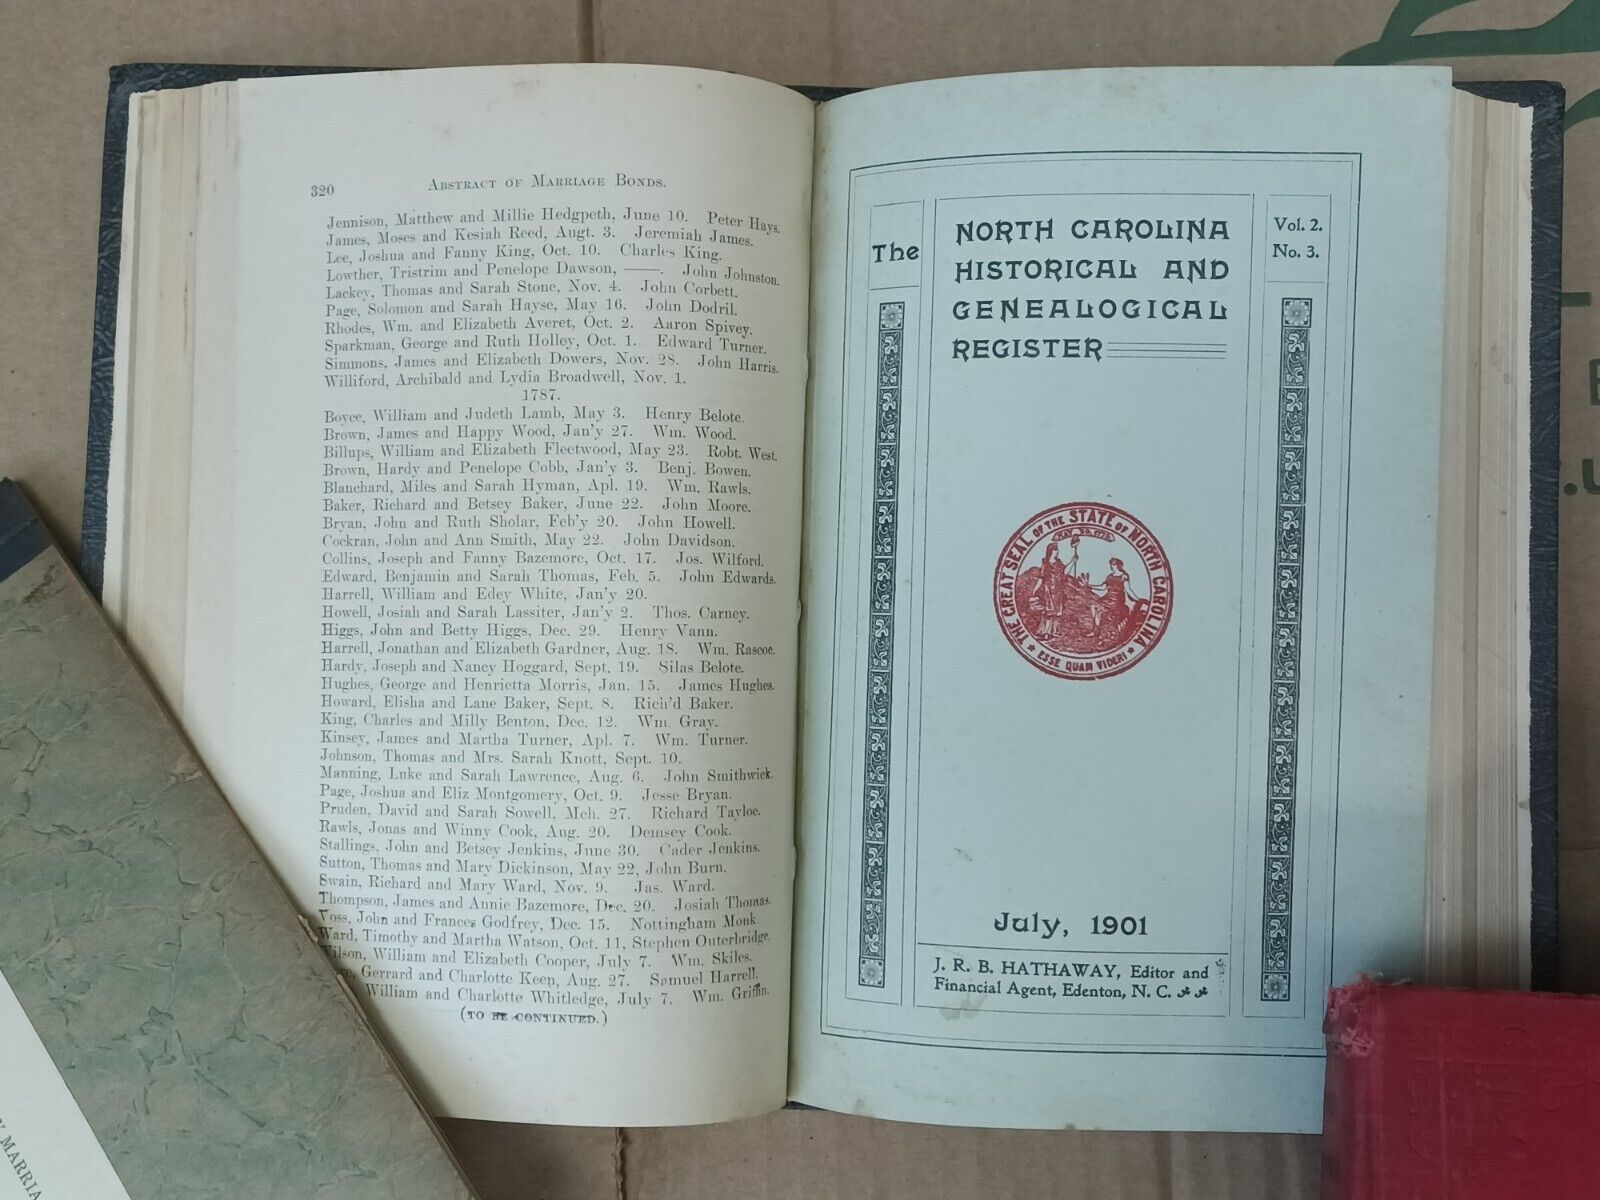 320 ABSTRACT OF MARRIAGE BONDS.
Jennison, Matthew and Millie Hedgpeth, June 10. Peter Hays.
James, Moses and Kesiah Reed, Augt. 3. Jeremiah James.
Lee, Joshua and Fanny King, Oct. 10. Charles King.
Lowther, Tristrim and Penelope Dawson, ——. John Johnston.
Lackey, Thomas and Sarah Stone, Nov. 4. John Corbett.
Page, Solomon and Sarah Hayse, May 16. John Dodril.
Rhodes, Wm. and Elizabeth Averet, Oct. 2. Aaron Spivey.
Sparkman, George and Ruth Holley, Oct. 1. Edward Turner.
Simmons, James and Elizabeth Dowers, Nov. 28. John Harris.
Williford, Archibald and Lydia Broadwell, Nov. 1.
1787.
Boyce, William and Judeth Lamb, May 3. Henry Belote.
Brown, James and Happy Wood, Jan'y 27. Wm. Wood.
Billups, William and Elizabeth Fleetwood, May 23. Robt. West.
Brown, Hardy and Penelope Cobb, Jan'y 3. Benj. Bowen.
Blanchard, Miles and Sarah Hyman, Apl. 19. Wm. Rawls.
Baker, Richard and Betsey Baker, June 22. John Moore.
Bryan, John and Ruth Sholar, Feb'y 20. John Howell.
Cockran, John and Ann Smith, May 22. John Davidson.
Collins, Joseph and Fanny Bazemore, Oct. 17. Jos. Wilford.
Edward, Benjamin and Sarah Thomas, Feb. 5. John Edwards.
Harrell, William and Edey White, Jan'y 20.
Howell, Josiah and Sarah Lassiter, Jan'y 2. Thos. Carney.
Higgs, John and Betty Higgs, Dec. 29. Henry Vann.
Harrell, Jonathan and Elizabeth Gardner, Aug. 18. Wm. Rascoe.
Hardy, Joseph and Nancy Hoggard, Sept. 19. Silas Belote.
Hughes, George and Henrietta Morris, Jan. 15. James Hughes.
Howard, Elisha and Lane Baker, Sept. 8. Rich'd Baker.
King, Charles and Milly Benton, Dec. 12. Wm. Gray.
Kinsey, James and Martha Turner, Apl. 7. Wm. Turner.
Johnson, Thomas and Mrs. Sarah Knott, Sept. 10.
Manning, Luke and Sarah Lawrence, Aug. 6. John Smithwick.
Page, Joshua and Eliz Montgomery, Oct. 9. Jesse Bryan.
Pruden, David and Sarah Sowell, Mch. 27. Richard Tayloe.
Rawls, Jonas and Winny Cook, Aug. 20. Demsey Cook.
Stallings, John and Betsey Jenkins, June 30. Cader Jenkins.
Sutton, Thomas and Mary Dickinson, May 22, John Burn.
Swain, Richard and Mary Ward, Nov. 9. Jas. Ward.
Thompson, James and Annie Bazemore, Dec. 20. Josiah Thomas.
Voss, John and Frances Godfrey, Dec. 15. Nottingham Monk.
Ward, Timothy and Martha Watson, Oct. 11, Stephen Outerbridge.
Wilson, William and Elizabeth Cooper, July 7. Wm. Skiles.
Gerrard and Charlotte Keen, Aug. 27. Samuel Harrell.
William and Charlotte Whitledge, July 7. Wm. Griffin.
(TO BE CONTINUED.)
The
NORTH CAROLINA
HISTORICAL AND
GENEALOGICAL
REGISTER
Vol. 2.
No. 3.
THE GREAT SEAL OF THE STATE OF NORTH CAROLINA
MAY 20, 1775
★ ESSE QUAM VIDERI ★
July, 1901
J. R. B. HATHAWAY, Editor and
Financial Agent, Edenton, N. C.
MARRIA